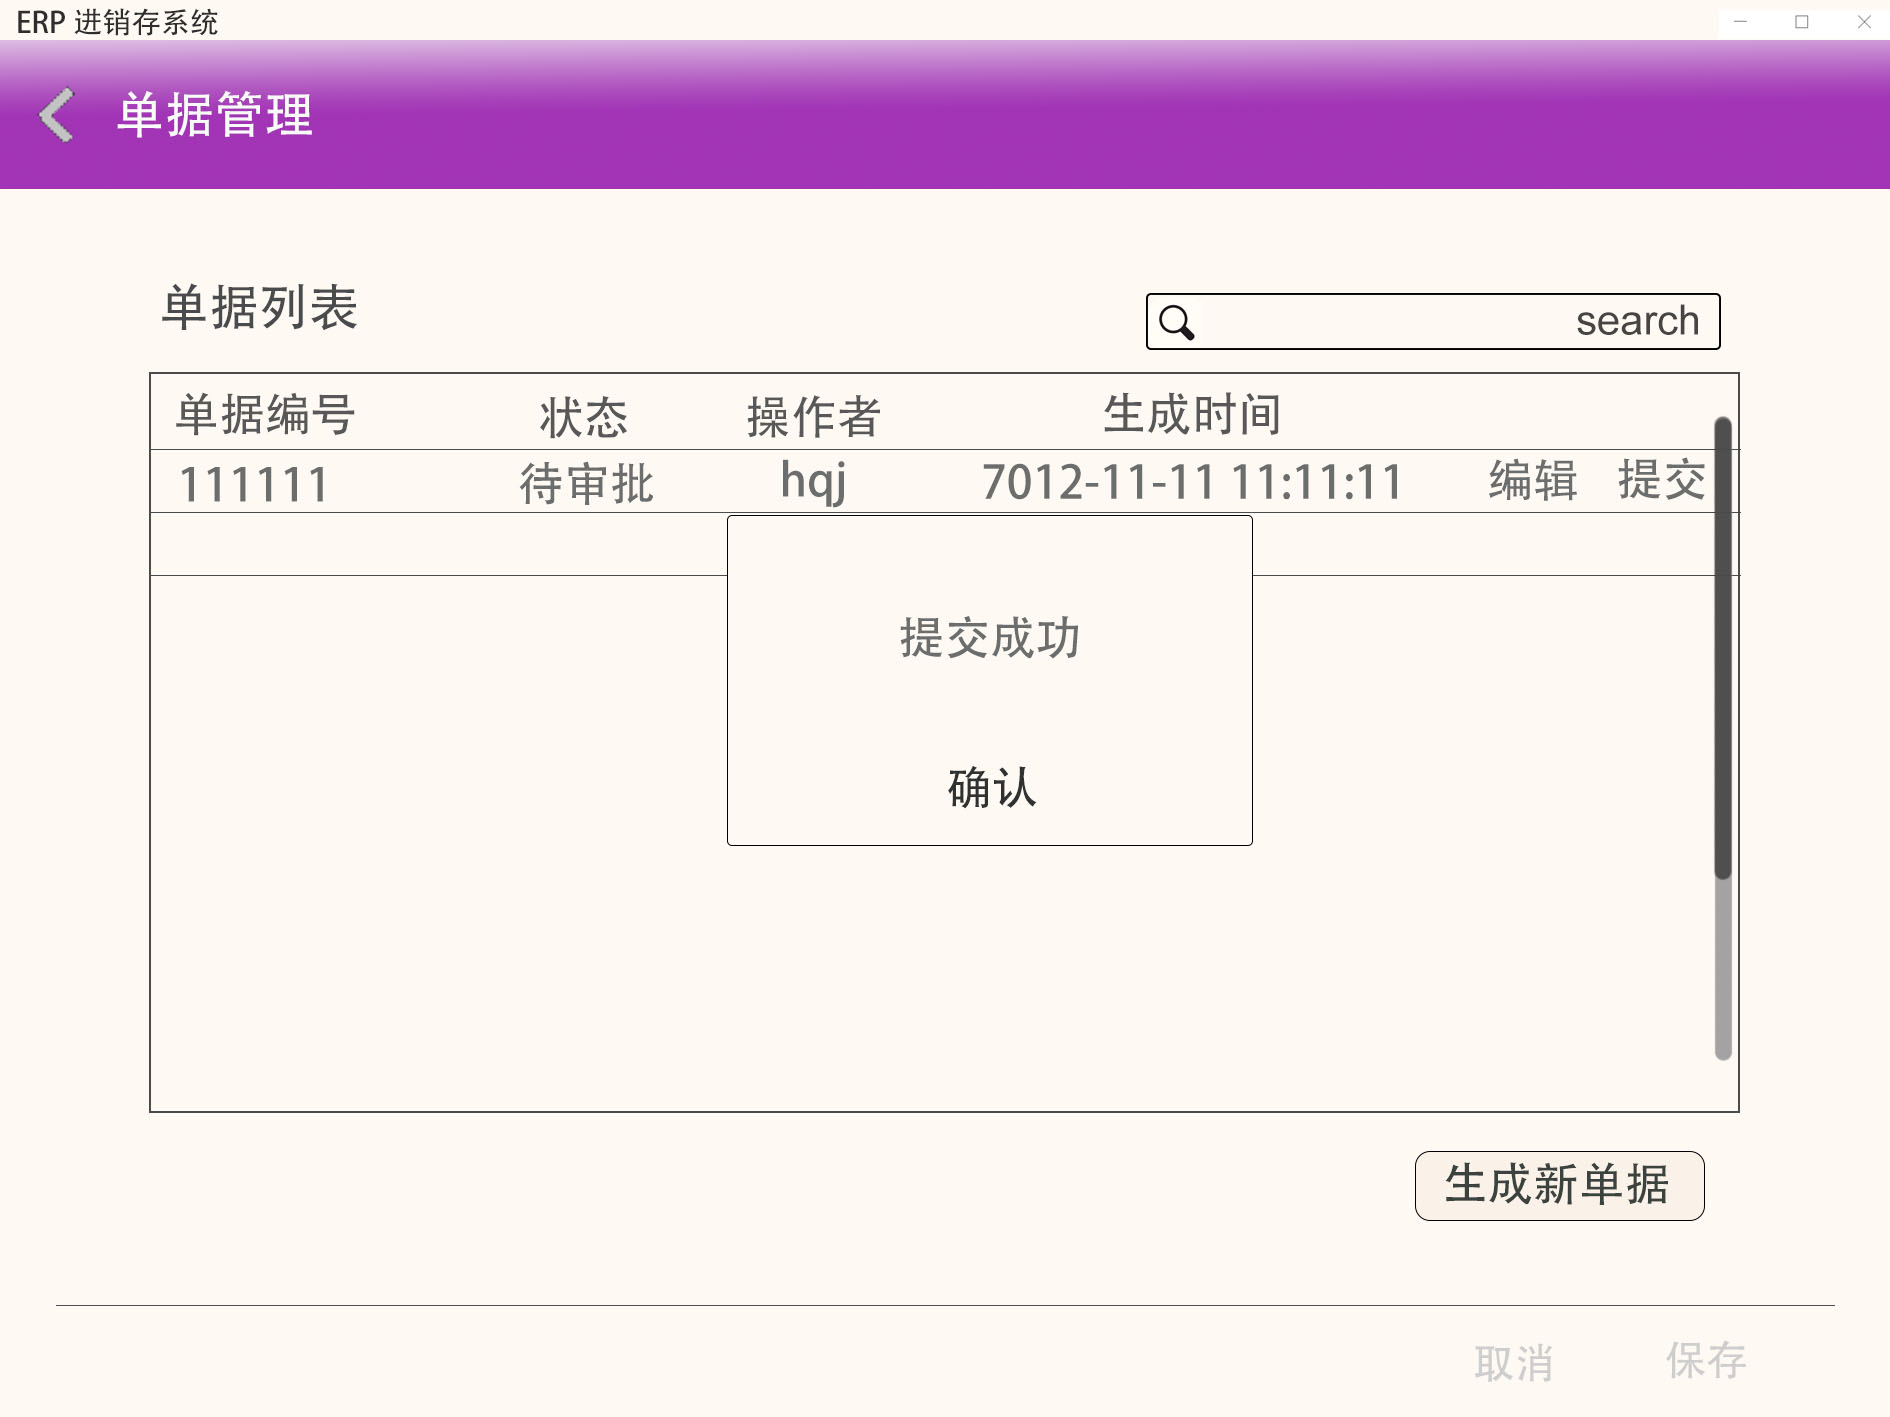 ERP 进销存系统
单据管理
单据列表
search
单据编号 状态 操作者 生成时间
111111 待审批 hqj 7012-11-11 11:11:11 编辑 提交
提交成功
确认
生成新单据
取消 保存